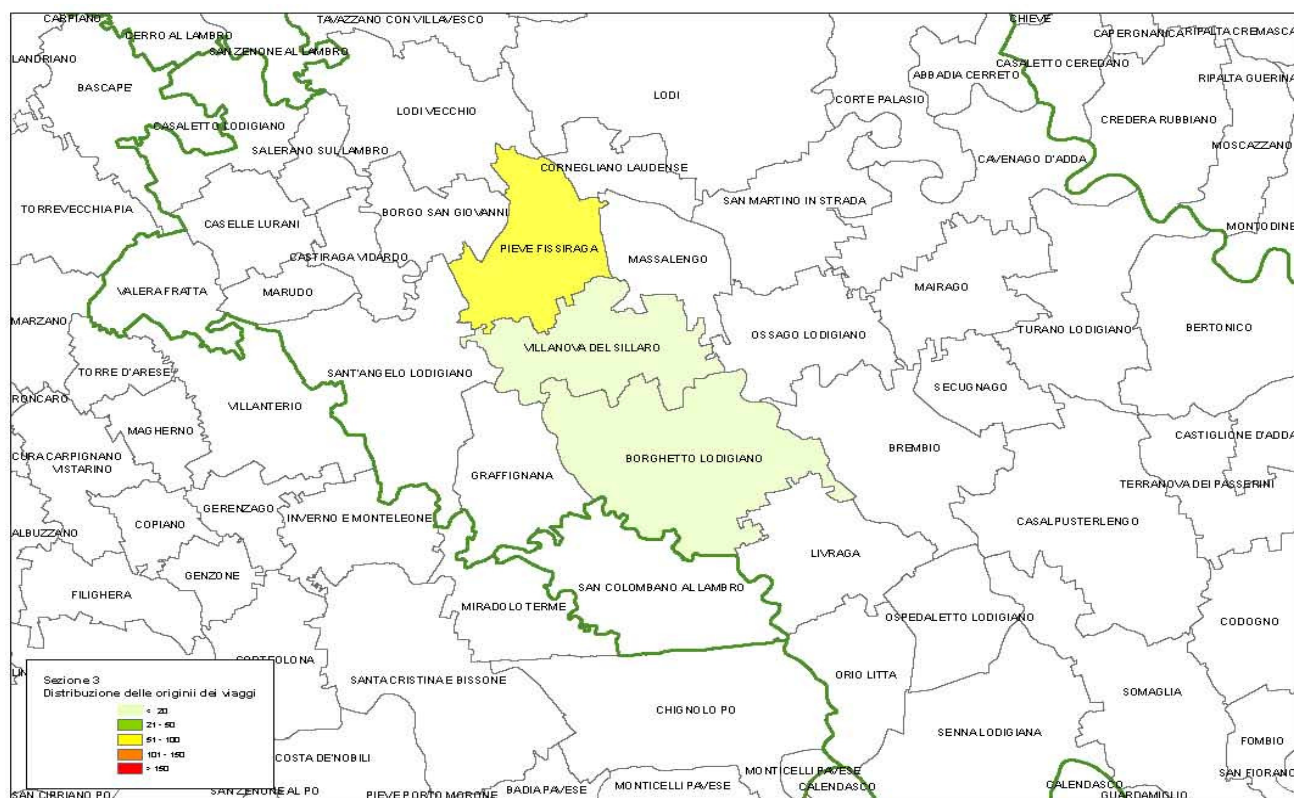 CARPIANO
TAVAZZANO CON VILLAVESCO
CHIEVE
CERRO AL LAMBRO
SAN ZENONE AL LAMBRO
CAPERGNANICA
RIPALTA CREMASCA
LANDRIANO
CASALETTO CEREDANO
BASCAPE'
LODI VECCHIO
LODI
ABBADIA CERRETO
RIPALTA GUERINA
CORTE PALASIO
CASALETTO LODIGIANO
CREDERA RUBBIANO
SALERANO SUL LAMBRO
MOSCAZZANO
CORNEGLIANO LAUDENSE
CAVENAGO D'ADDA
TORREVECCHIA PIA
BORGO SAN GIOVANNI
SAN MARTINO IN STRADA
CASELLE LURANI
MONTODINE
PIEVE FISSIRAGA
CASTIRAGA VIDARDO
MASSALENGO
VALERA FRATTA
MARUDO
MAIRAGO
MARZANO
OSSAGO LODIGIANO
TURANO LODIGIANO
BERTONICO
VILLANOVA DEL SILLARO
TORRE D'ARESE
SANT'ANGELO LODIGIANO
SECUGNAGO
RONCARO
VILLANTERIO
MAGHERNO
CASTIGLIONE D'ADDA
BREMBIO
CURA CARPIGNANO
BORGHETTO LODIGIANO
VISTARINO
GRAFFIGNANA
TERRANOVA DEI PASSERINI
GERENZAGO
INVERNO E MONTELEONE
COPIANO
CASALPUSTERLENGO
ALBUZZANO
LIVRAGA
GENZONE
SAN COLOMBANO AL LAMBRO
FILIGHERA
MIRADOLO TERME
OSPEDALETTO LODIGIANO
CODOGNO
CORTEOLONA
ORIO LITTA
SANTA CRISTINA E BISSONE
SOMAGLIA
CHIGNOLO PO
SENNA LODIGIANA
FOMBIO
COSTA DE'NOBILI
MONTICELLI PAVESE
SAN FIORANO
SAN CIPRIANO PO
SAN ZENONE AL PO
PIEVE PORTO MORONE
BADIA PAVESE
MONTICELLI PAVESE
CALENDASCO
CALENDASCO
GUARDAMIGLIO
Sezione 3
Distribuzione delle originii dei viaggi
< 20
21 - 50
51 - 100
101 - 150
> 150